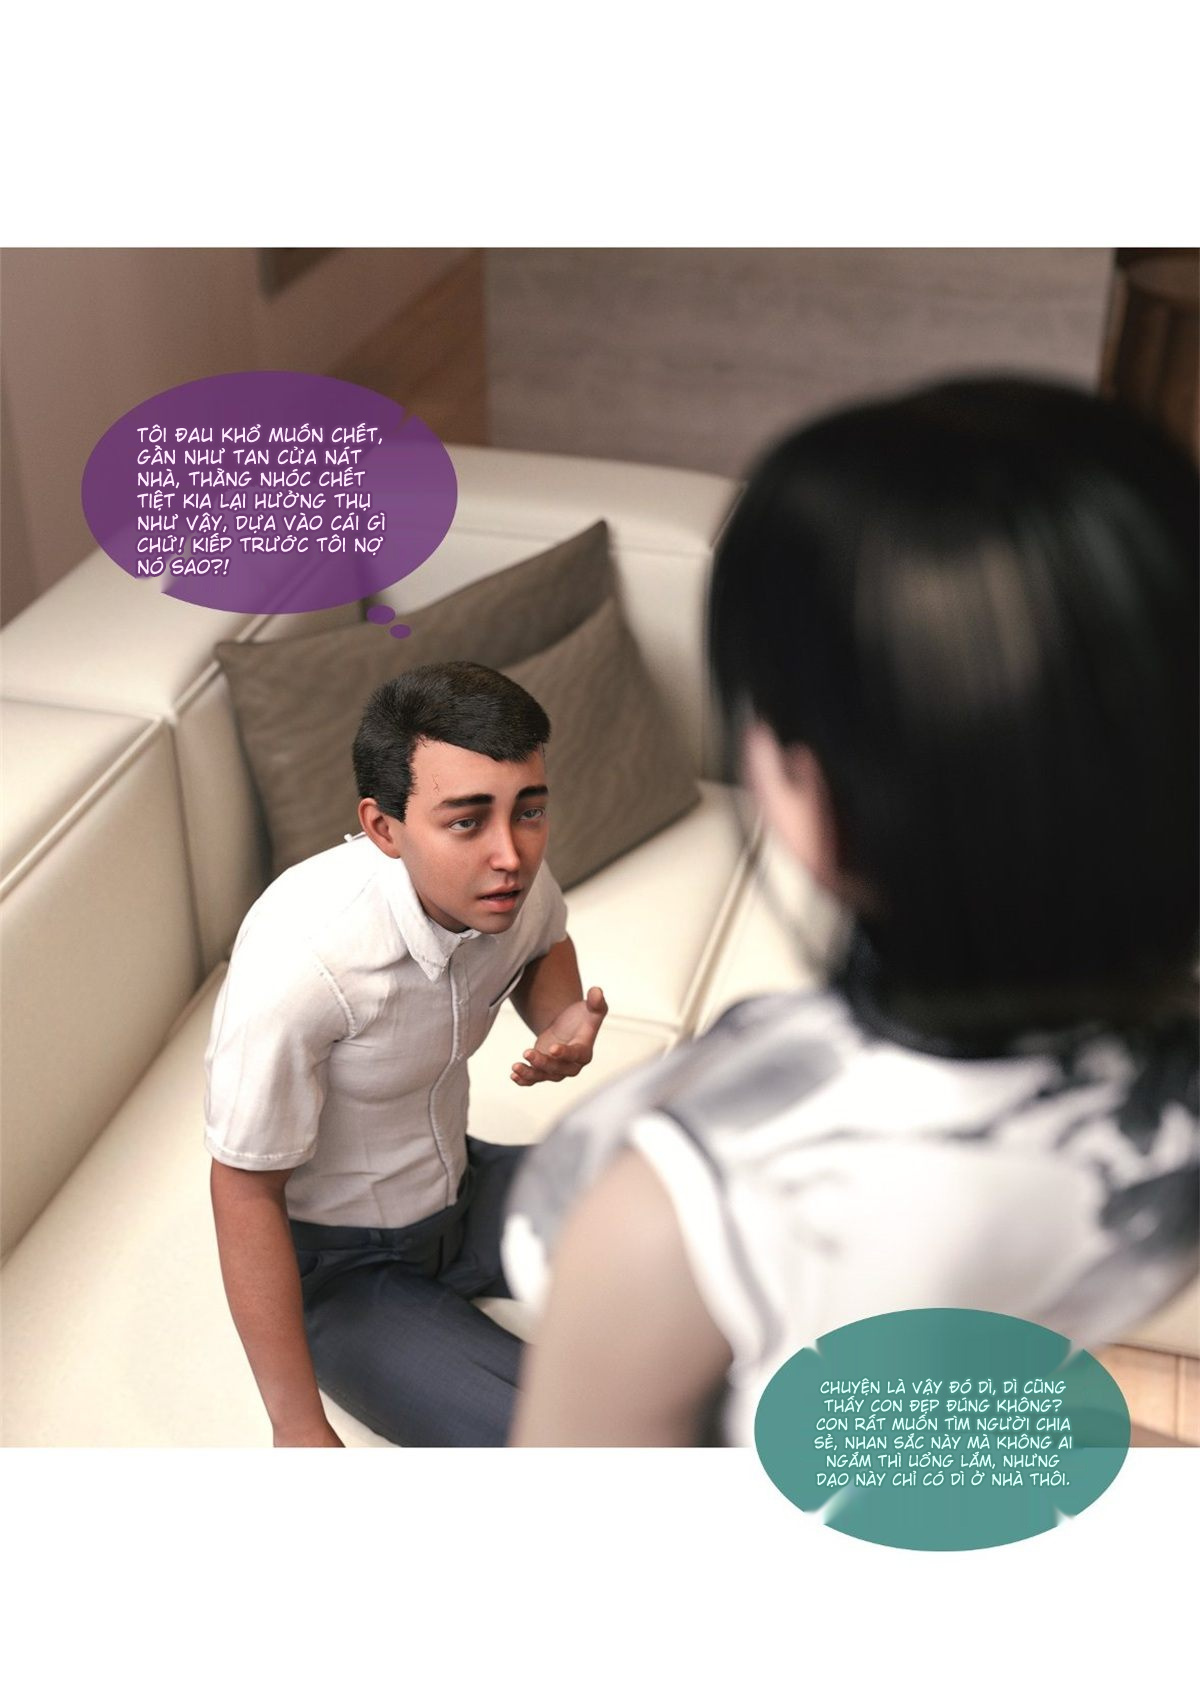 TÔI ĐAU KHỔ MUỐN CHẾT,
GẦN NHƯ TAN CỬA NÁT
NHÀ, THẰNG NHÓC CHẾT
TIỆT KIA LẠI HƯỞNG THỤ
NHƯ VẬY, DỰA VÀO CÁI GÌ
CHỨ! KIẾP TRƯỚC TÔI NỢ
NÓ SAO?!
CHUYỆN LÀ VẬY ĐÓ DÌ, DÌ CŨNG
THẤY CON ĐẸP ĐÚNG KHÔNG?
CON RẤT MUỐN TÌM NGƯỜI CHIA
SẺ, NHAN SẮC NÀY MÀ KHÔNG AI
NGẮM THÌ UỔNG LẮM, NHƯNG
DẠO NÀY CHỈ CÓ DÌ Ở NHÀ THÔI.